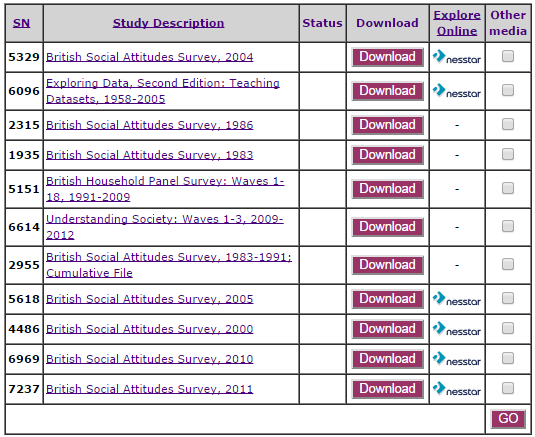 SN Study Description Status Download Explore Online Other media
5329 British Social Attitudes Survey, 2004 Download nesstar
6096 Exploring Data, Second Edition: Teaching
Datasets, 1958-2005 Download nesstar
2315 British Social Attitudes Survey, 1986 Download -
1935 British Social Attitudes Survey, 1983 Download -
5151 British Household Panel Survey: Waves 1-
18, 1991-2009 Download -
6614 Understanding Society: Waves 1-3, 2009-
2012 Download -
2955 British Social Attitudes Survey, 1983-1991;
Cumulative File Download -
5618 British Social Attitudes Survey, 2005 Download nesstar
4486 British Social Attitudes Survey, 2000 Download nesstar
6969 British Social Attitudes Survey, 2010 Download nesstar
7237 British Social Attitudes Survey, 2011 Download nesstar
GO